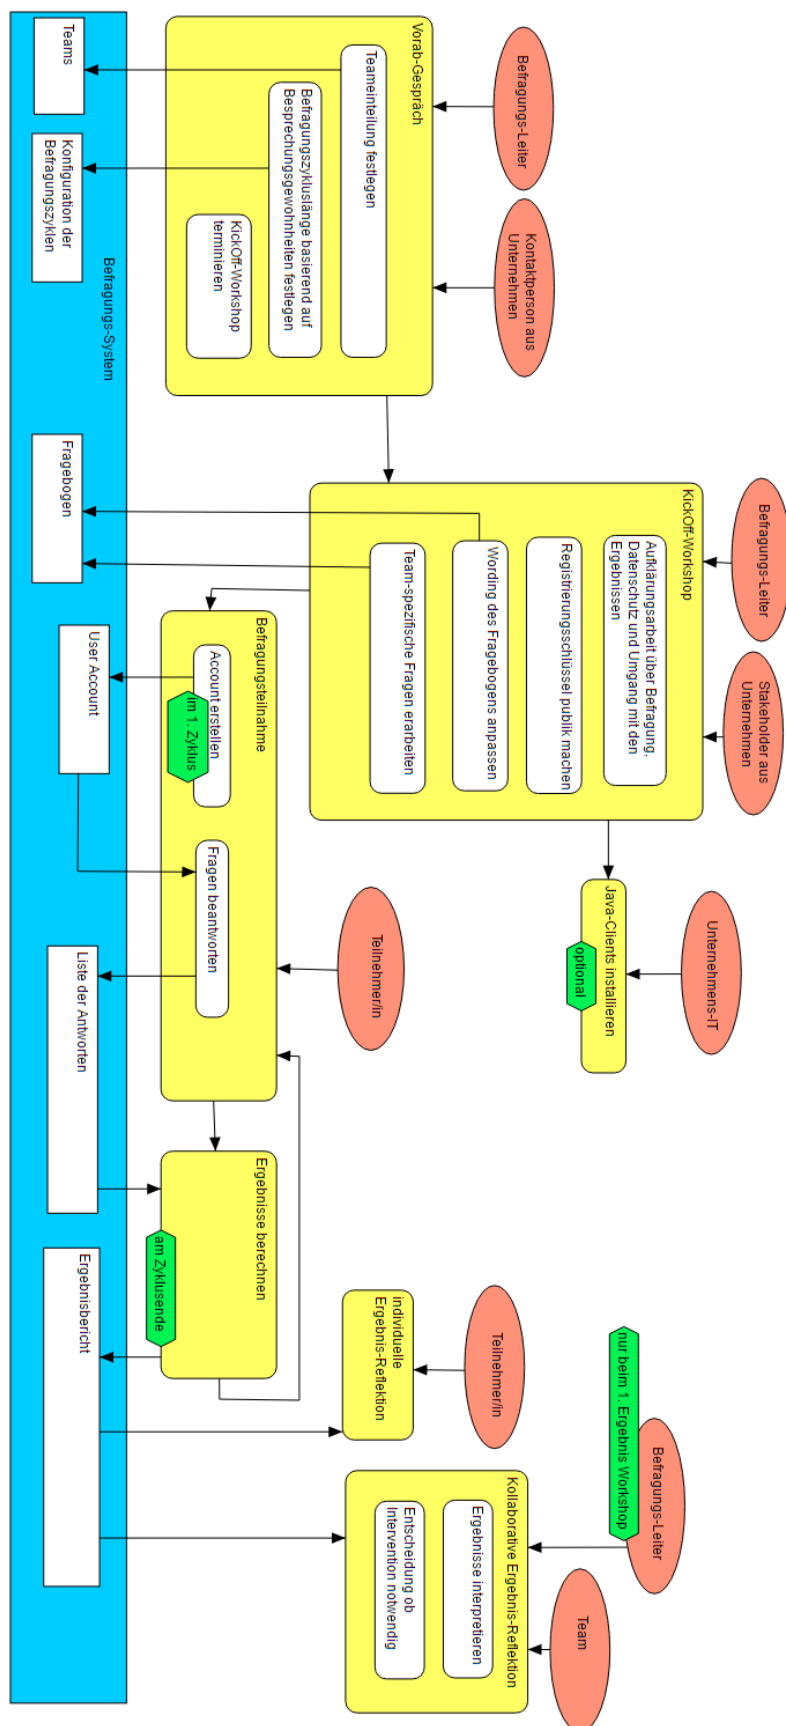 Befragungs-Leiter
Kontaktperson aus
Unternehmen
Vorab-Gespräch
Teameinteilung festlegen
Befragungszykluslänge basierend auf
Besprechungsgewohnheiten festlegen
KickOff-Workshop
terminieren
Befragungs-Leiter
Stakeholder aus
Unternehmen
KickOff-Workshop
Aufklärungsarbeit über Befragung,
Datenschutz und Umgang mit den
Ergebnissen
Registrierungsschlüssel publik machen
Wording des Fragebogens anpassen
Team-spezifische Fragen erarbeiten
Unternehmens-IT
Java-Clients installieren
optional
Teilnehmer/in
Befragungsteilnahme
Account erstellen
im 1. Zyklus
Fragen beantworten
Ergebnisse berechnen
am Zyklusende
Teilnehmer/in
individuelle
Ergebnis-Reflektion
nur beim 1. Ergebnis Workshop
Befragungs-Leiter
Team
Kollaborative Ergebnis-Reflektion
Ergebnisse interpretieren
Entscheidung ob
Intervention notwendig
Befragungs-System
Teams
Konfiguration der
Befragungszyklen
Fragebogen
User Account
Liste der Antworten
Ergebnisbericht